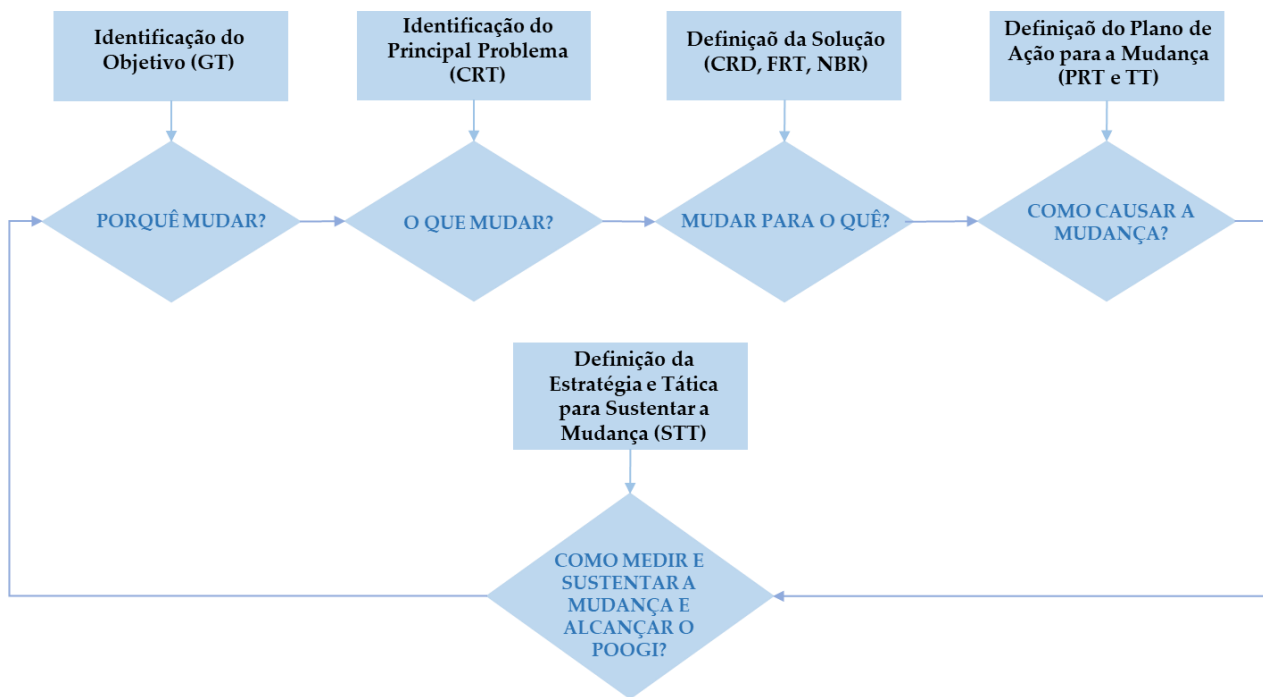 Identificação do
Objetivo (GT)
Identificação do
Principal Problema
(CRT)
Definiçaõ da Solução
(CRD, FRT, NBR)
Definiçaõ do Plano de
Ação para a Mudança
(PRT e TT)
PORQUÊ MUDAR?
O QUE MUDAR?
MUDAR PARA O QUÊ?
COMO CAUSAR A
MUDANÇA?
Definição da
Estratégia e Tática
para Sustentar a
Mudança (STT)
COMO MEDIR E
SUSTENTAR A
MUDANÇA E
ALCANÇAR O
POOGI?